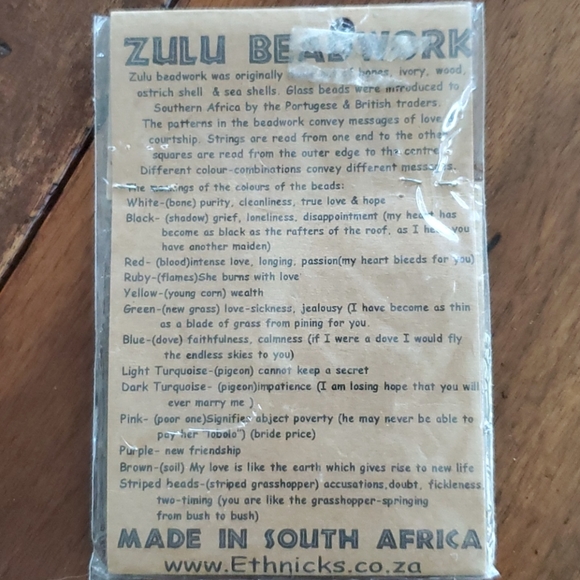 ZULU BEADWORK
Zulu beadwork was originally of bones, ivory, wood,
ostrich shell & sea shells. Glass beads were introduced to
Southern Africa by the Portugese & British traders.
The patterns in the beadwork convey messages of love &
courtship. Strings are read from one end to the other
squares are read from the outer edge to the centre.
Different colour-combinations convey different messages.
The meanings of the colours of the beads:
White-(bone) purity, cleanliness, true love & hope
Black- (shadow) grief, loneliness, disappointment (my heart has
become as black as the rafters of the roof, as I hear you
have another maiden)
Red- (blood)intense love, longing, passion(my heart bleeds for you)
Ruby-(flames)She burns with love
Yellow-(young corn) wealth
Green-(new grass) love-sickness, jealousy (I have become as thin
as a blade of grass from pining for you.
Blue-(dove) faithfulness, calmness (if I were a dove I would fly
the endless skies to you)
Light Turquoise-(pigeon) cannot keep a secret
Dark Turquoise- (pigeon)impatience (I am losing hope that you will
ever marry me )
Pink- (poor one)Signifies abject poverty (he may never be able to
pay her "lobolo") (bride price)
Purple- new friendship
Brown-(soil) My love is like the earth which gives rise to new life
Striped beads-(striped grasshopper) accusations,doubt, fickleness,
two-timing (you are like the grasshopper-springing
from bush to bush)
MADE IN SOUTH AFRICA
www.Ethnicks.co.za